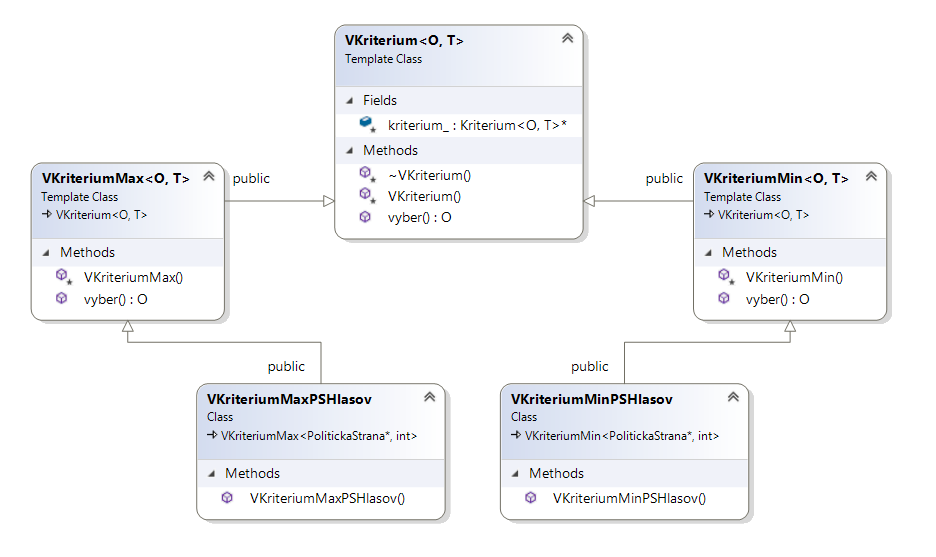 VKriterium<O, T>
Template Class
Fields
kriterium_ : Kriterium<O, T>*
Methods
~VKriterium()
VKriterium()
vyber() : O
VKriteriumMax<O, T>
Template Class
VKriterium<O, T>
Methods
VKriteriumMax()
vyber() : O
public
public
VKriteriumMin<O, T>
Template Class
VKriterium<O, T>
Methods
VKriteriumMin()
vyber() : O
public
VKriteriumMaxPSHlasov
Class
VKriteriumMax<PolitickaStrana*, int>
Methods
VKriteriumMaxPSHlasov()
public
VKriteriumMinPSHlasov
Class
VKriteriumMin<PolitickaStrana*, int>
Methods
VKriteriumMinPSHlasov()